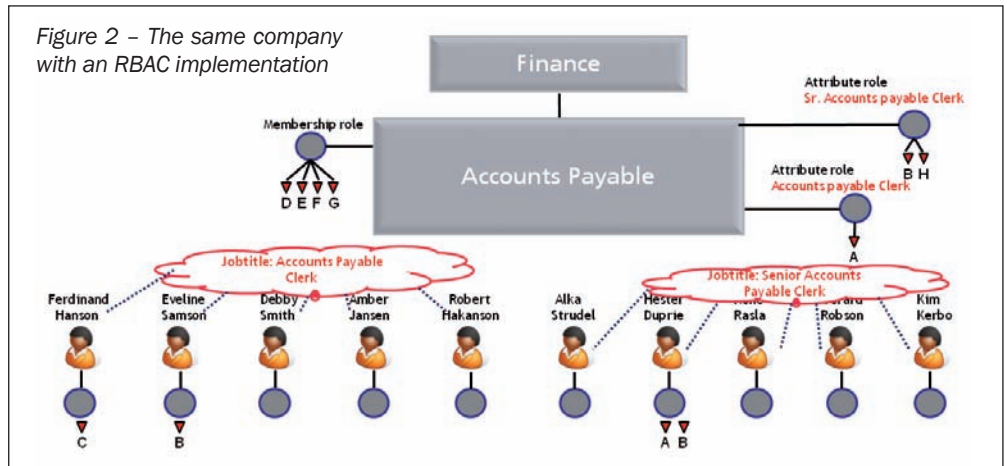 Figure 2 – The same company
with an RBAC implementation
Finance
Attribute role
Sr. Accounts payable Clerk
Membership role
B H
Accounts Payable
Attribute role
Accounts payable Clerk
D E F G
A
Jobtitle: Accounts Payable
Clerk
Jobtitle: Senior Accounts
Payable Clerk
Ferdinand
Hanson
Eveline
Samson
Debby
Smith
Amber
Jansen
Robert
Hakanson
Alka
Strudel
Hester
Duprie
Rasla
Robson
Kim
Kerbo
C
B
A B